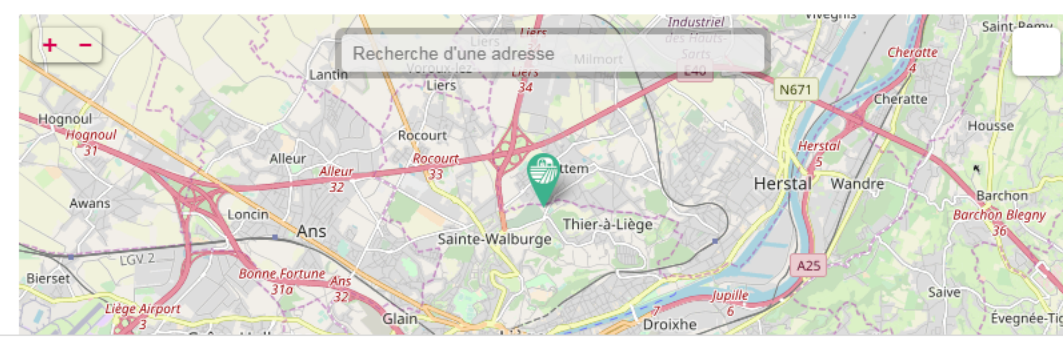 Industriel
des Hauts-
Sarts
Saint-Remy
+ −
Recherche d'une adresse
Liers
Liers
Milmort
Cheratte
4
Lantin
Voroux-lez-
Liers
Liers
34
E40
N671
Cheratte
Hognoul
Hognoul
31
Rocourt
Housse
Alleur
Rocourt
33
Herstal
5
Alleur
32
ttem
Herstal
Wandre
Barchon
Awans
Loncin
Barchon Blegny
36
Ans
Sainte-Walburge
Thier-à-Liège
LGV 2
A25
Bierset
Bonne Fortune
31a
Ans
32
Jupille
6
Saive
Liège Airport
3
Glain
7
Droixhe
Évegnée-Tig